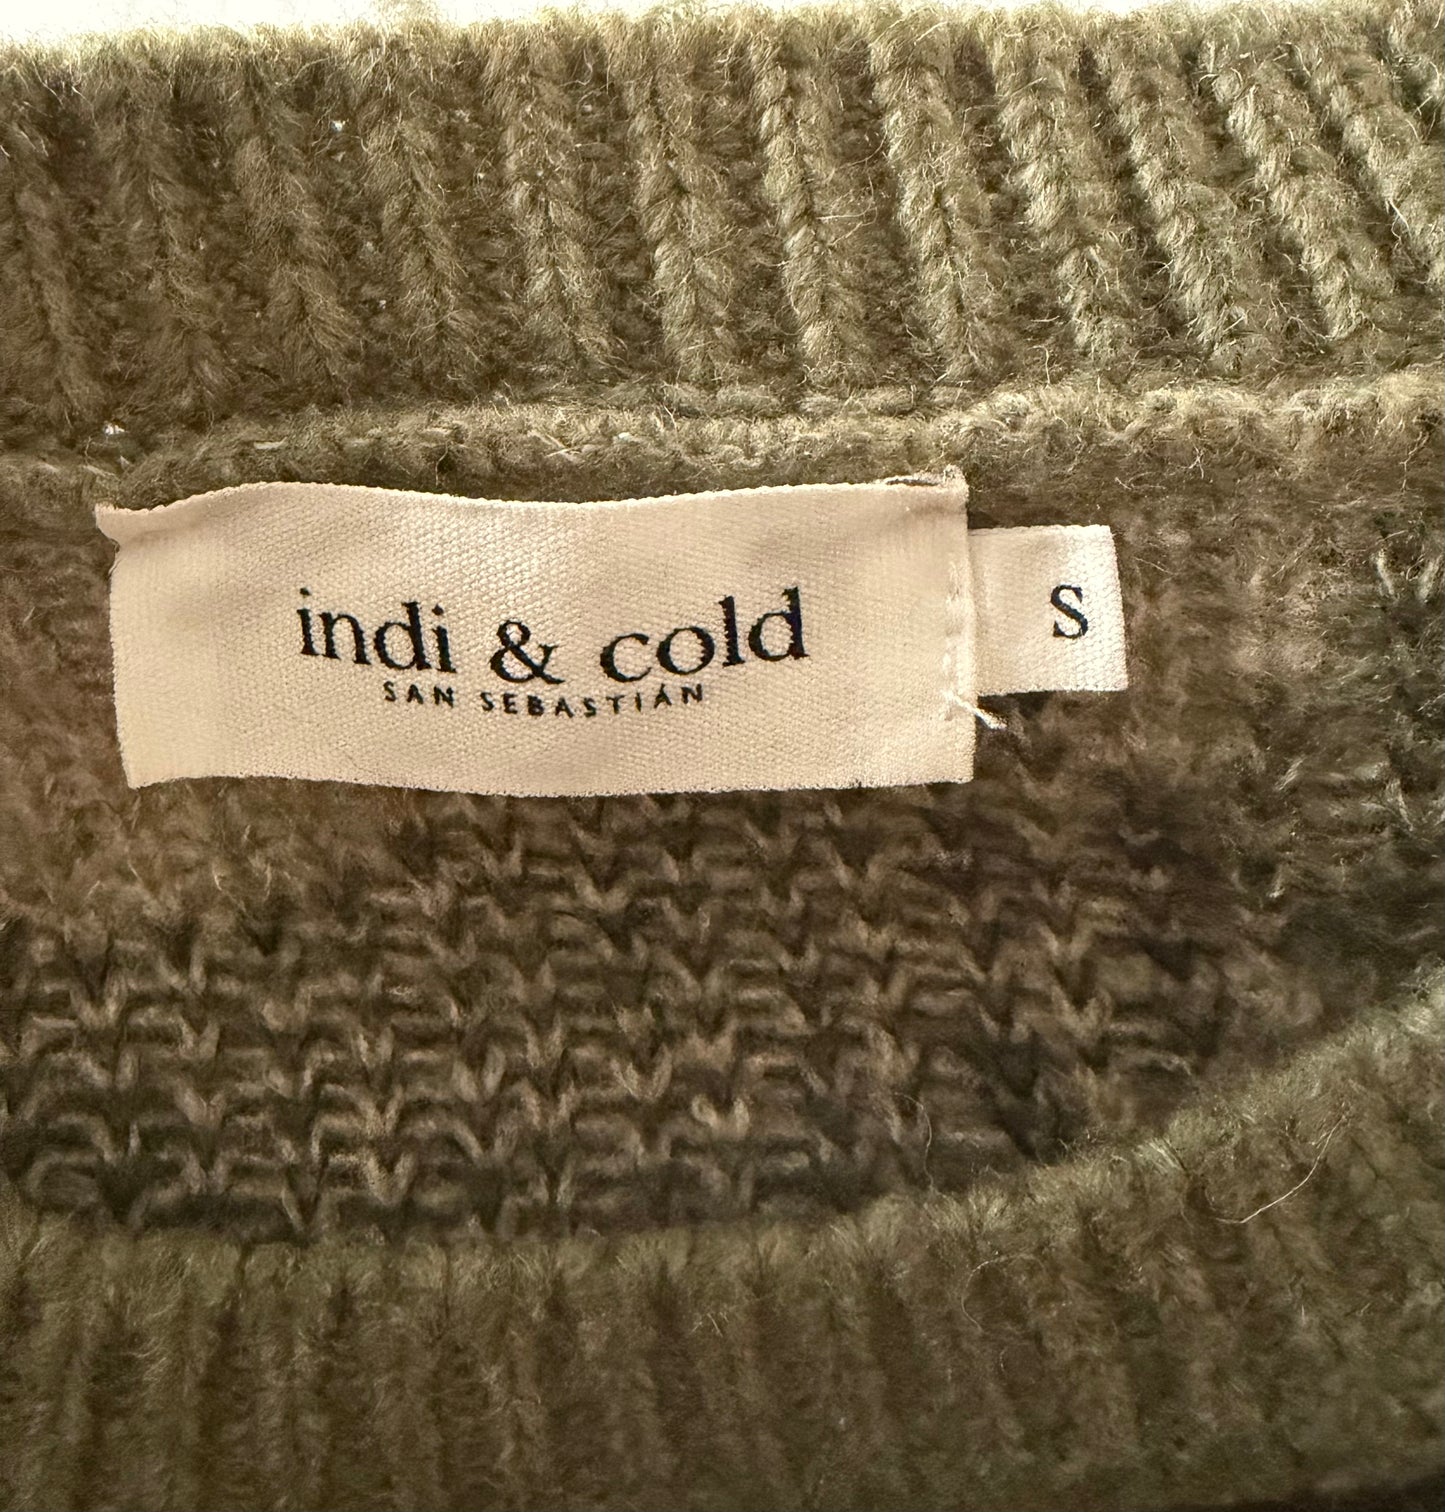 indi & cold
SAN SEBASTIÁN
S